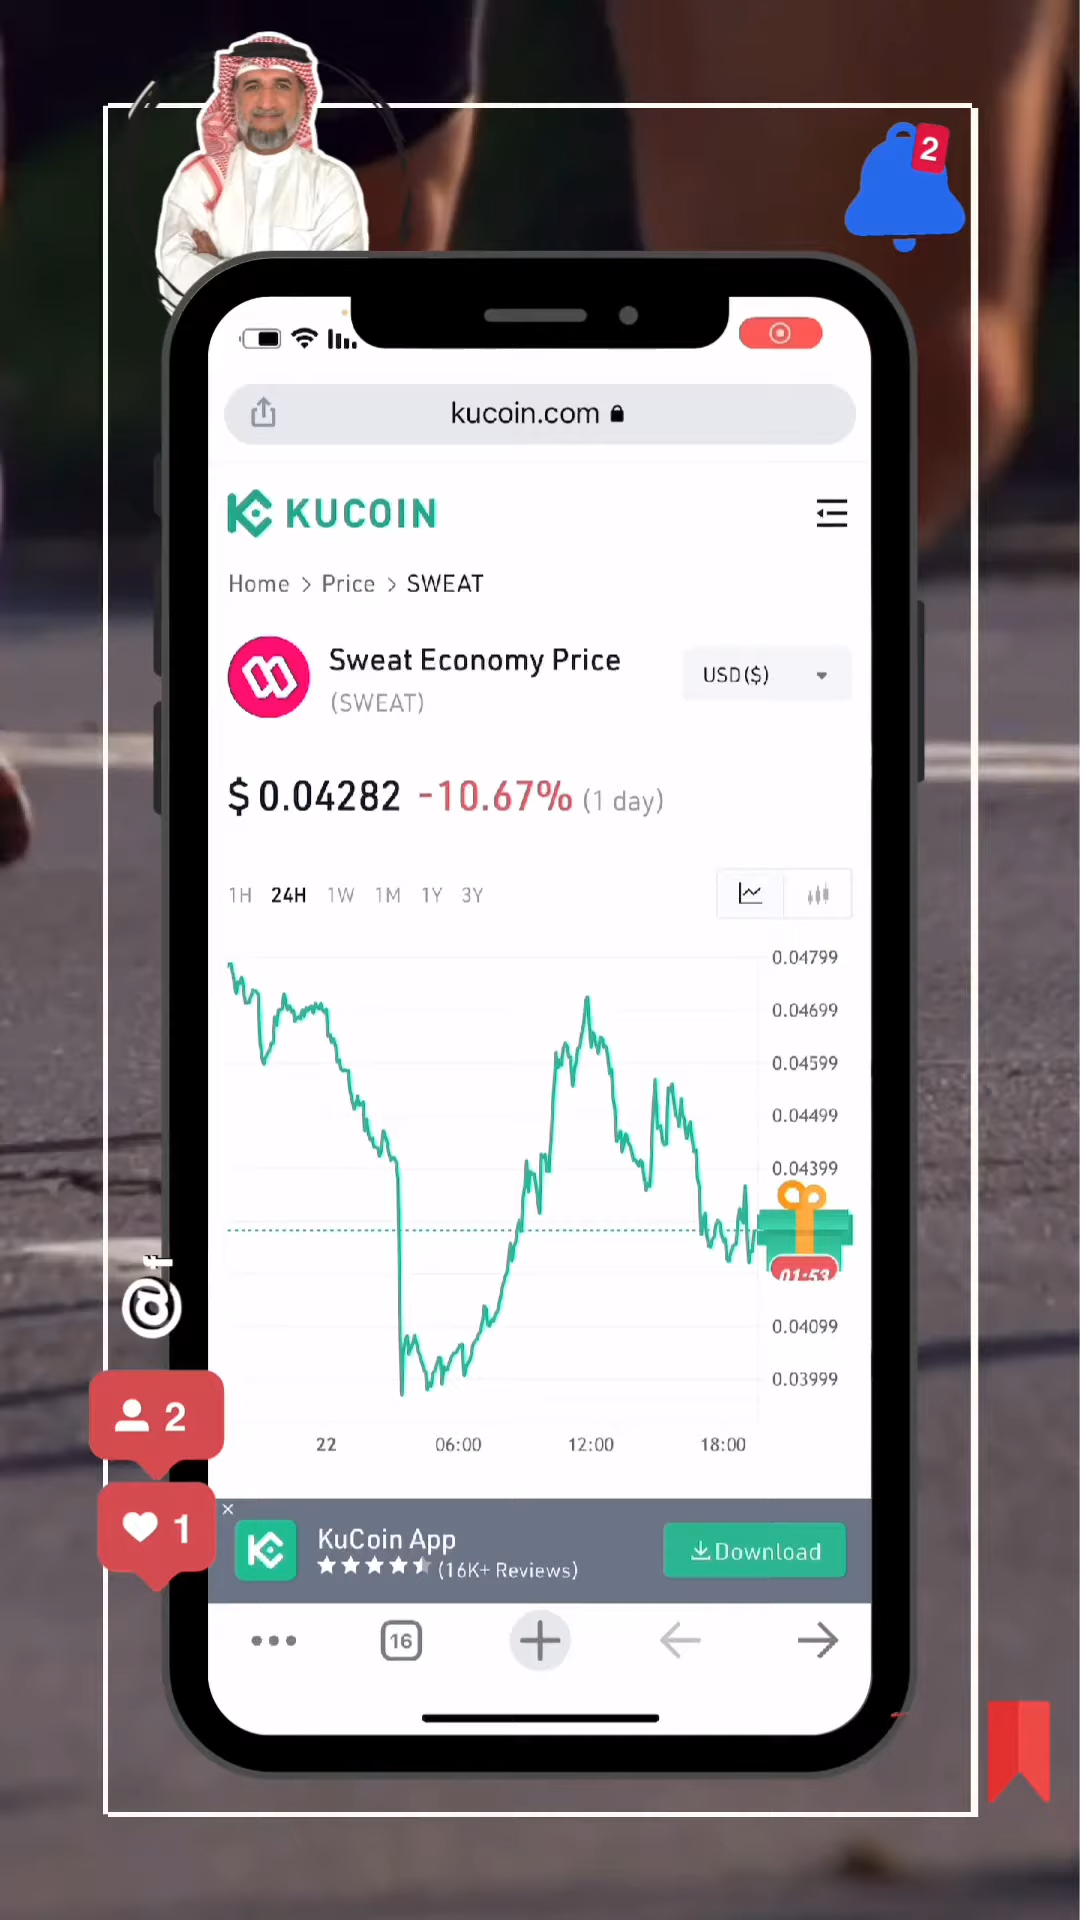 2
kucoin.com
KUCOIN
Home > Price > SWEAT
Sweat Economy Price
(SWEAT)
USD($)
$ 0.04282 -10.67% (1 day)
1H 24H 1W 1M 1Y 3Y
0.04799
0.04699
0.04599
0.04499
0.04399
01:53
0.04099
0.03999
22 06:00 12:00 18:00
@f
2
1
KuCoin App
(16K+ Reviews)
Download
16